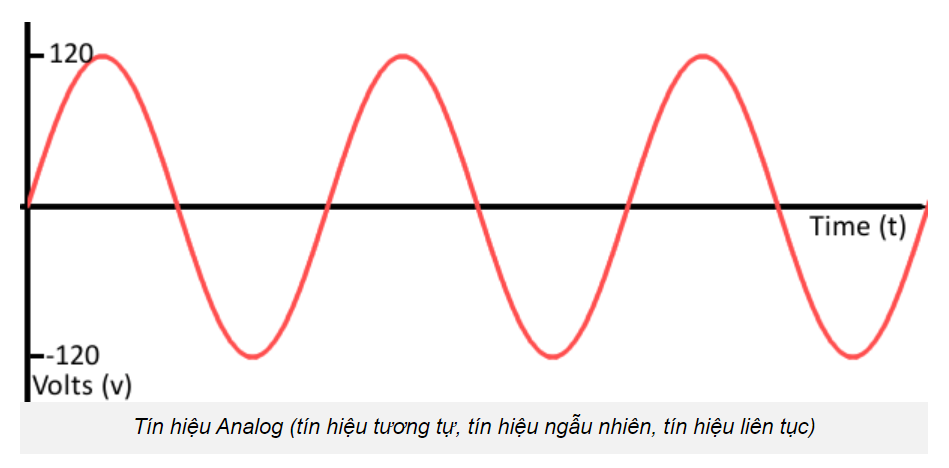 120
Time (t)
-120
Volts (v)
Tín hiệu Analog (tín hiệu tương tự, tín hiệu ngẫu nhiên, tín hiệu liên tục)